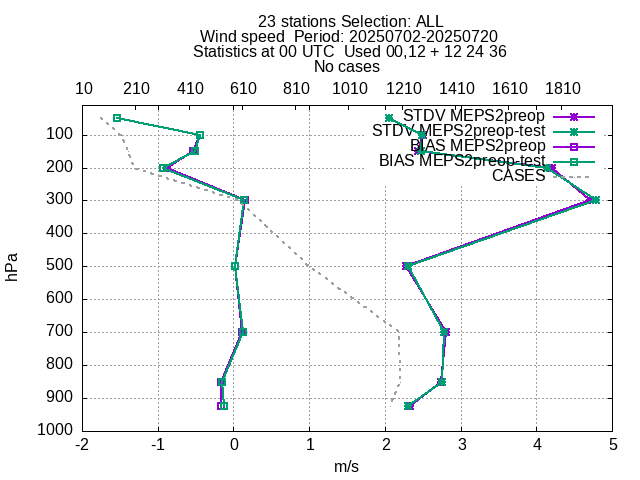 23 stations Selection: ALL
Wind speed  Period: 20250702-20250720
Statistics at 00 UTC  Used 00,12 + 12 24 36
No cases
10 210 410 610 810 1010 1210 1410 1610 1810
STDV MEPS2preop
STDV MEPS2preop-test
BIAS MEPS2preop
BIAS MEPS2preop-test
CASES
100
200
300
400
500
600
700
800
900
1000
hPa
-2 -1 0 1 2 3 4 5
m/s